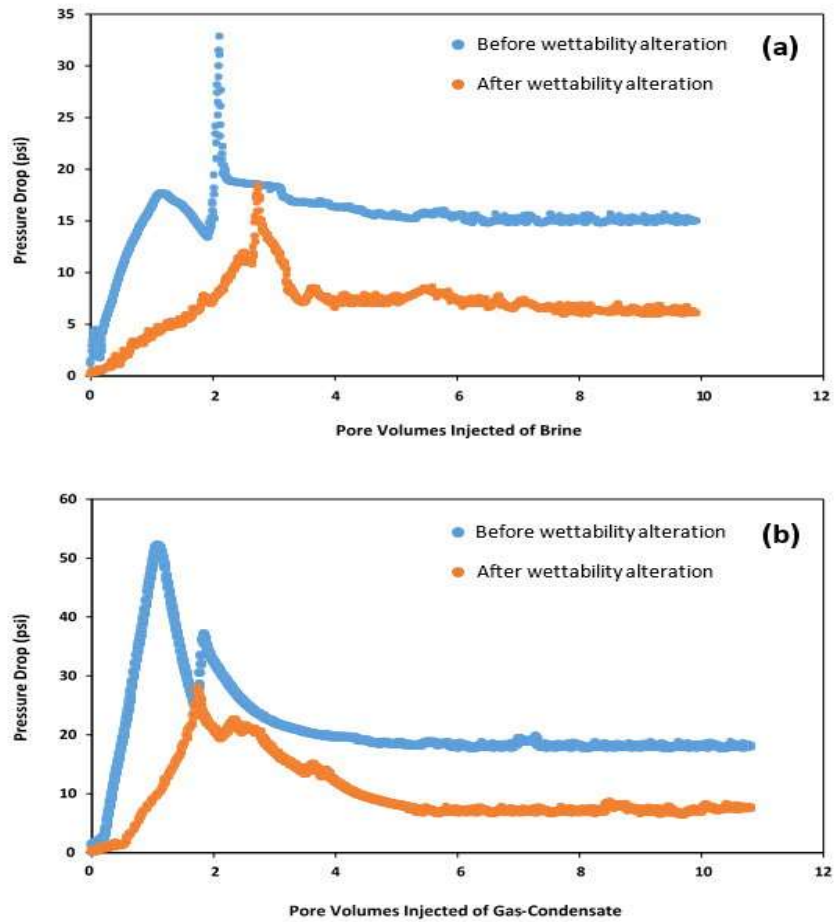 35
Before wettability alteration
(a)
30
After wettability alteration
25
20
15
10
5
0
0 2 4 6 8 10 12
Pressure Drop (psi)
Pore Volumes Injected of Brine
60
Before wettability alteration
(b)
50
After wettability alteration
40
30
20
10
0
0 2 4 6 8 10 12
Pressure Drop (psi)
Pore Volumes Injected of Gas-Condensate